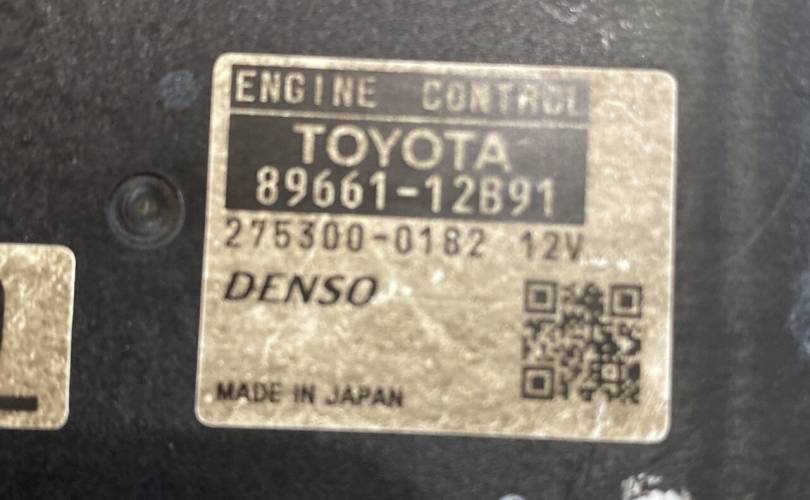 ENGINE CONTROL
TOYOTA
89661-12B91
275300-0182 12V
DENSO
MADE IN JAPAN